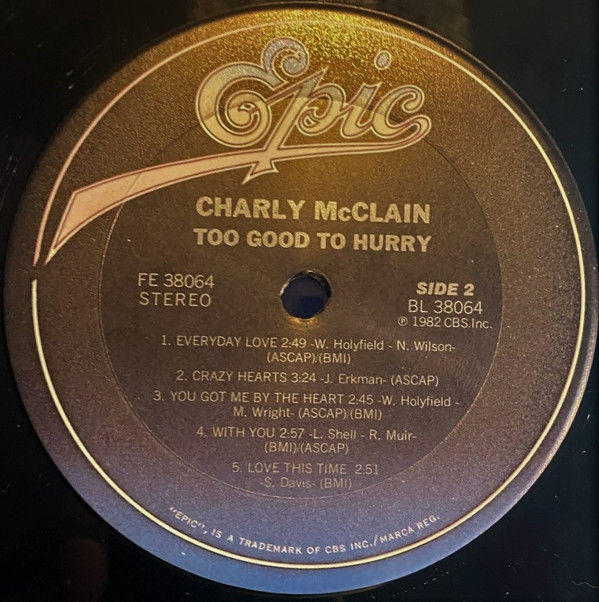 Epic
CHARLY McCLAIN
TOO GOOD TO HURRY
FE 38064
STEREO
SIDE 2
BL 38064
℗ 1982 CBS.Inc.
1. EVERYDAY LOVE 2:49 -W. Holyfield - N. Wilson-
(ASCAP)/(BMI)
2. CRAZY HEARTS 3:24 -J. Erkman- (ASCAP)
3. YOU GOT ME BY THE HEART 2:45 -W. Holyfield -
M. Wright- (ASCAP)/(BMI)
4. WITH YOU 2:57 -L. Shell - R. Muir-
(BMI)/(ASCAP)
5. LOVE THIS TIME 2:51
-S. Davis- (BMI)
"EPIC", IS A TRADEMARK OF CBS INC./MARCA REG.